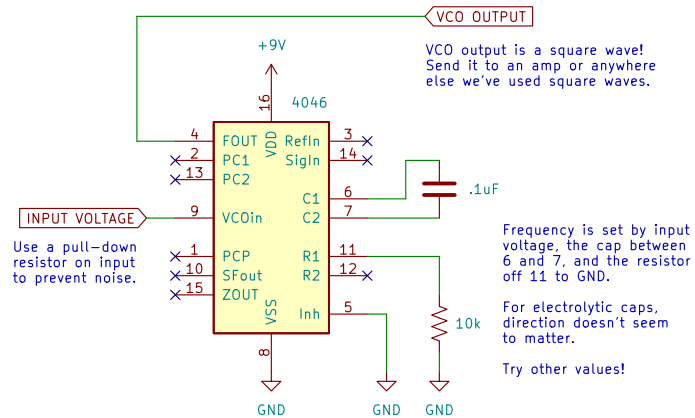 VCO OUTPUT
+9V
VCO output is a square wave!
Send it to an amp or anywhere
else we've used square waves.
16
4046
VDD
4
FOUT
RefIn
3
2
PC1
SigIn
14
13
PC2
C1
6
.1uF
INPUT VOLTAGE
9
VCOin
C2
7
Use a pull-down
resistor on input
to prevent noise.
Frequency is set by input
voltage, the cap between
6 and 7, and the resistor
off 11 to GND.
1
PCP
R1
11
10
SFout
R2
12
15
ZOUT
VSS
Inh
5
For electrolytic caps,
direction doesn't seem
to matter.
10k
8
Try other values!
GND
GND
GND